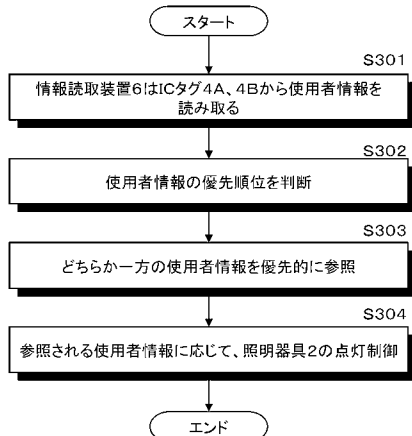 スタート
S301
情報読取装置6はICタグ4A、4Bから使用者情報を
読み取る
S302
使用者情報の優先順位を判断
S303
どちらか一方の使用者情報を優先的に参照
S304
参照される使用者情報に応じて、照明器具2の点灯制御
エンド